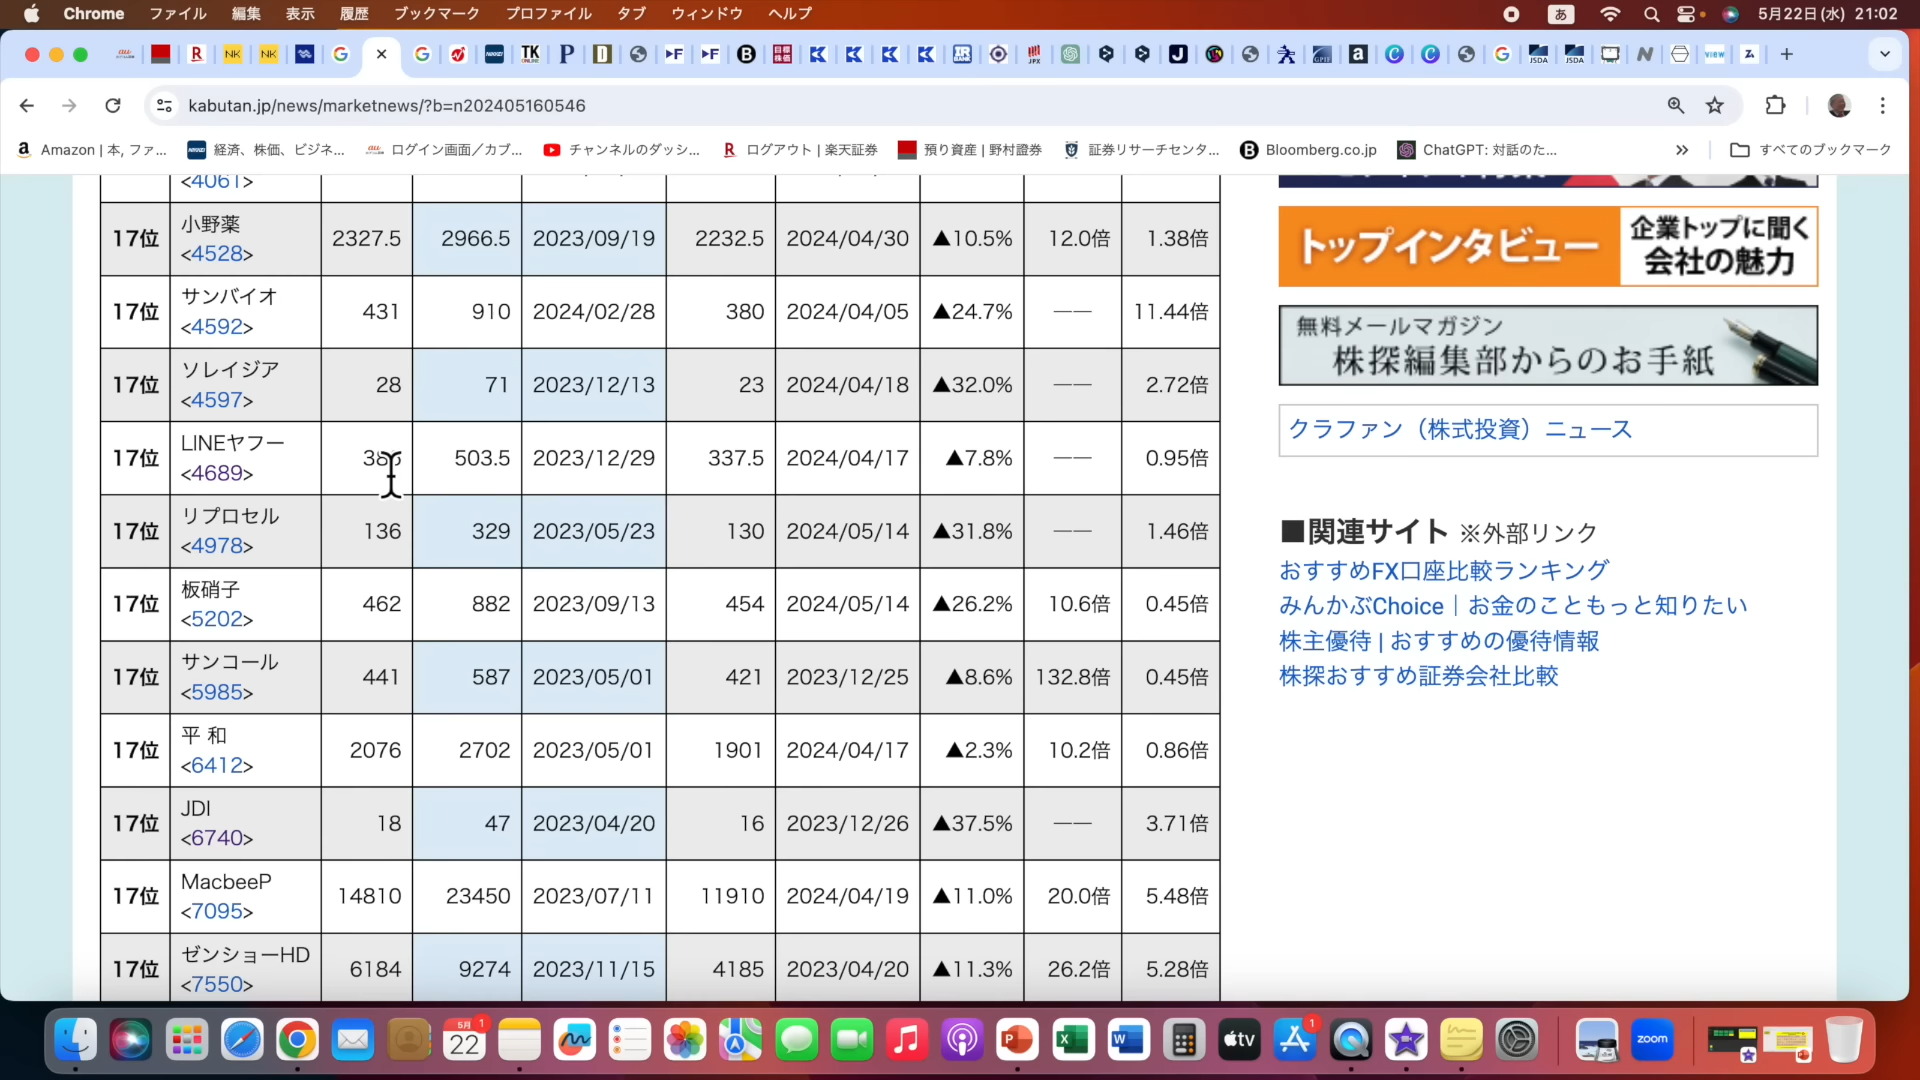 Chrome ファイル 編集 表示 履歴 ブックマーク プロファイル タブ ウィンドウ ヘルプ あ 5月22日(水) 21:02
kabutan.jp/news/marketnews/?b=n202405160546
Amazon | 本, ファ... 経済、株価、ビジネ... ログイン画面／カブ... チャンネルのダッシ... ログアウト | 楽天証券 預り資産 | 野村證券 証券リサーチセンタ... Bloomberg.co.jp ChatGPT: 対話のた... » すべてのブックマーク
<4061>
17位 小野薬 <4528> 2327.5 2966.5 2023/09/19 2232.5 2024/04/30 ▲10.5% 12.0倍 1.38倍
17位 サンバイオ <4592> 431 910 2024/02/28 380 2024/04/05 ▲24.7% —— 11.44倍
17位 ソレイジア <4597> 28 71 2023/12/13 23 2024/04/18 ▲32.0% —— 2.72倍
17位 LINEヤフー <4689> 503.5 2023/12/29 337.5 2024/04/17 ▲7.8% —— 0.95倍
17位 リプロセル <4978> 136 329 2023/05/23 130 2024/05/14 ▲31.8% —— 1.46倍
17位 板硝子 <5202> 462 882 2023/09/13 454 2024/05/14 ▲26.2% 10.6倍 0.45倍
17位 サンコール <5985> 441 587 2023/05/01 421 2023/12/25 ▲8.6% 132.8倍 0.45倍
17位 平 和 <6412> 2076 2702 2023/05/01 1901 2024/04/17 ▲2.3% 10.2倍 0.86倍
17位 JDI <6740> 18 47 2023/04/20 16 2023/12/26 ▲37.5% —— 3.71倍
17位 MacbeeP <7095> 14810 23450 2023/07/11 11910 2024/04/19 ▲11.0% 20.0倍 5.48倍
17位 ゼンショーHD <7550> 6184 9274 2023/11/15 4185 2023/04/20 ▲11.3% 26.2倍 5.28倍
トップインタビュー 企業トップに聞く
会社の魅力
無料メールマガジン
株探編集部からのお手紙
クラファン（株式投資）ニュース
■関連サイト ※外部リンク
おすすめFX口座比較ランキング
みんかぶChoice｜お金のこともっと知りたい
株主優待 | おすすめの優待情報
株探おすすめ証券会社比較
5月 1
22
tv
1
zoom